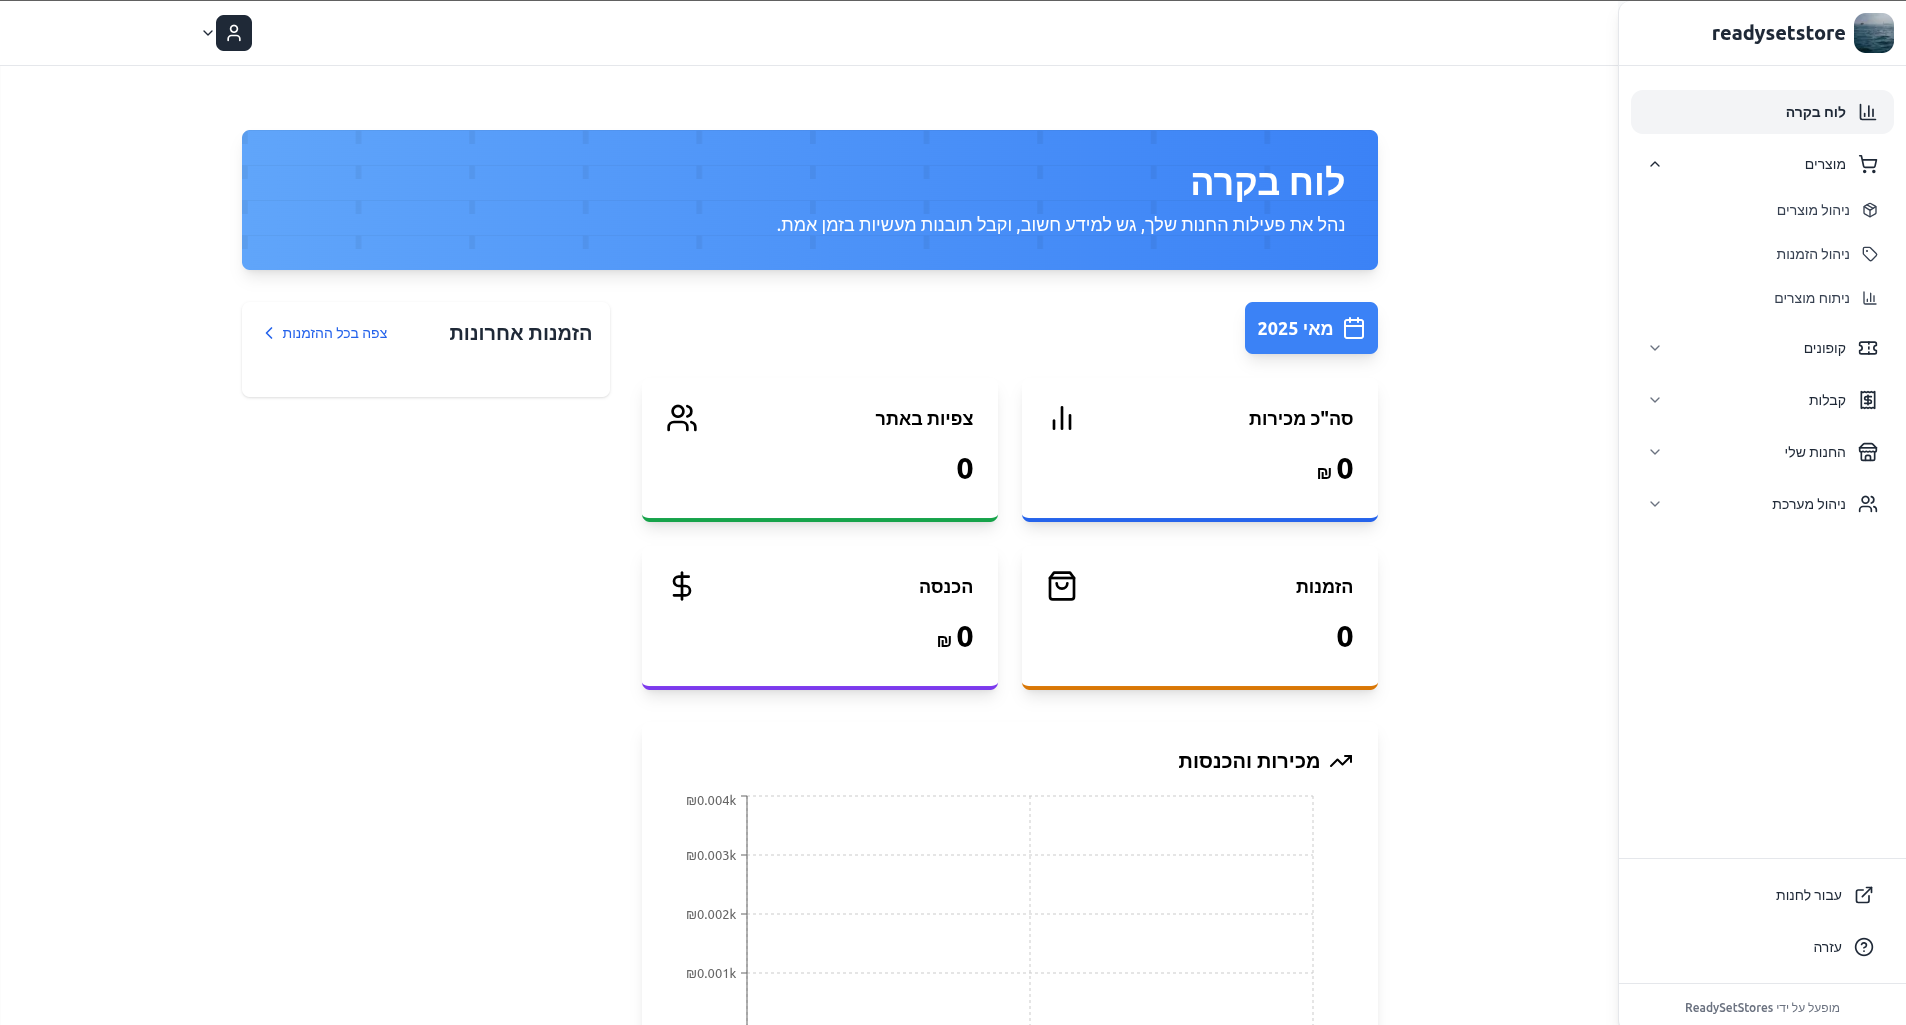 readysetstore
לוח בקרה
מוצרים
ניהול מוצרים
ניהול הזמנות
ניתוח מוצרים
קופונים
קבלות
החנות שלי
ניהול מערכת
עבור לחנות
עזרה
מופעל על ידי ReadySetStores
לוח בקרה
נהל את פעילות החנות שלך, גש למידע חשוב, וקבל תובנות מעשיות בזמן אמת.
מאי 2025
סה"כ מכירות
0 ₪
צפיות באתר
0
הזמנות
0
הכנסה
0 ₪
מכירות והכנסות
₪0.004k
₪0.003k
₪0.002k
₪0.001k
הזמנות אחרונות
צפה בכל ההזמנות